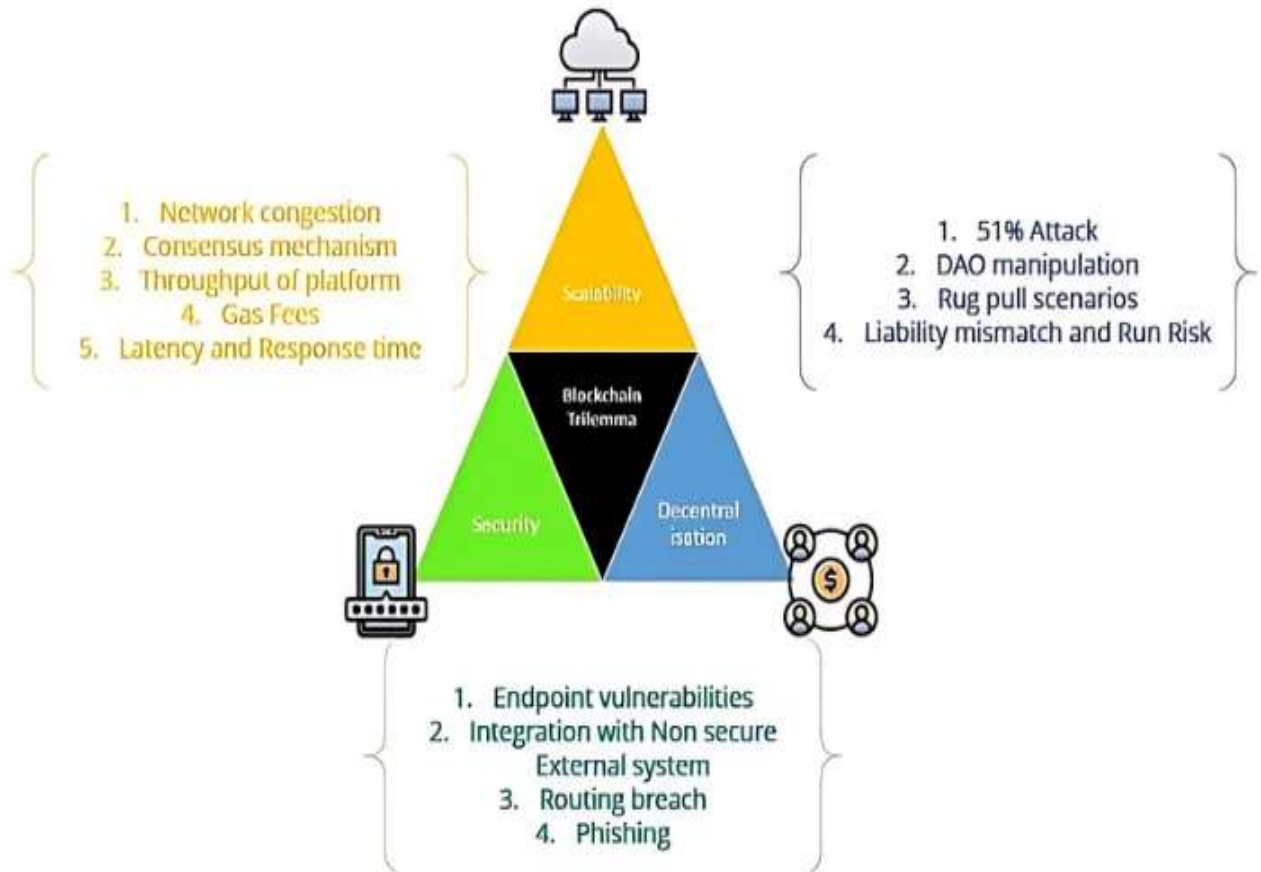 1. Network congestion
2. Consensus mechanism
3. Throughput of platform
4. Gas Fees
5. Latency and Response time
1. 51% Attack
2. DAO manipulation
3. Rug pull scenarios
4. Liability mismatch and Run Risk
Scalability
Blockchain
Trilemma
Security
Decentral
isation
1. Endpoint vulnerabilities
2. Integration with Non secure
External system
3. Routing breach
4. Phishing